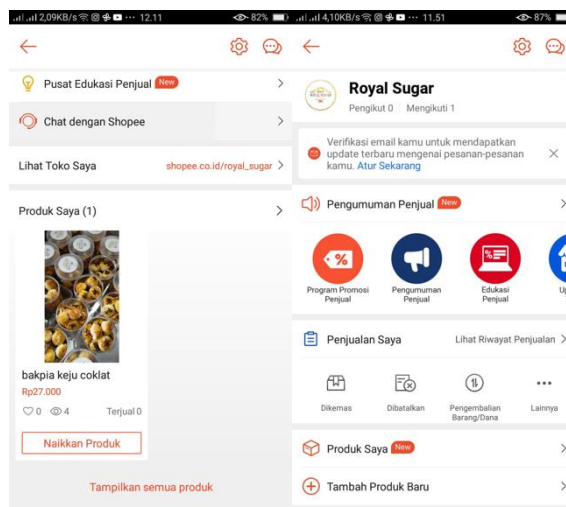 2,09KB/s ··· 12.11
82%
Pusat Edukasi Penjual New
Chat dengan Shopee
Lihat Toko Saya shopee.co.id/royal_sugar
Produk Saya (1)
bakpia keju coklat
Rp27.000
0 4 Terjual 0
Naikkan Produk
Tampilkan semua produk
4,10KB/s ··· 11.51
87%
Royal Sugar
Pengikut 0 Mengikuti 1
Verifikasi email kamu untuk mendapatkan
update terbaru mengenai pesanan-pesanan
kamu. Atur Sekarang
Pengumuman Penjual New
Program Promosi
Penjual
Pengumuman
Penjual
Edukasi
Penjual
Penjualan Saya Lihat Riwayat Penjualan
Dikemas
Dibatalkan
Pengembalian
Barang/Dana
Lainnya
Produk Saya New
Tambah Produk Baru